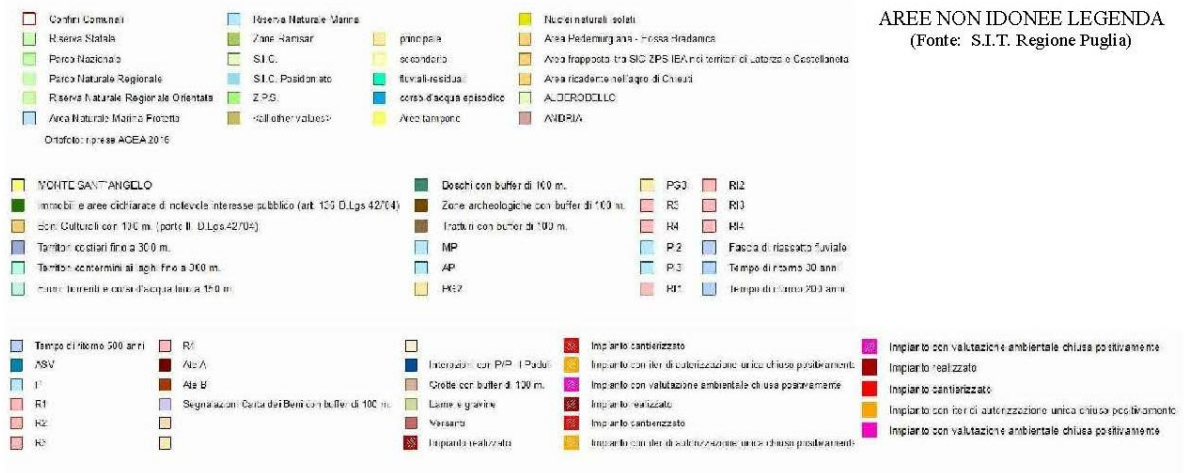 AREE NON IDONEE LEGENDA
(Fonte: S.I.T. Regione Puglia)
Confini Comunali
Riserva Statale
Parco Nazionale
Parco Naturale Regionale
Riserva Naturale Regionale Orientata
Area Naturale Marina Protetta
Ortofoto: riprese AGEA 2016
Riserva Naturale Marina
Zone Ramsar
S.I.C.
S.I.C. Posidonieto
Z.P.S.
<all other values>
principale
secondario
fluviali-residuali
corso d'acqua episodico
Aree tampone
Nuclei naturali isolati
Area Pedemurgiana - Fossa Bradanica
Area frapposta tra SIC-ZPS-IBA nei territori di Laterza e Castellaneta
Area ricadente nell'agro di Chieuti
ALBEROBELLO
ANDRIA
MONTE SANT'ANGELO
Immobili e aree dichiarate di notevole interesse pubblico (art. 136 D.Lgs 42/04)
Beni Culturali con 100 m. (parte II D.Lgs.42/04)
Territori costieri fino a 300 m.
Territori contermini ai laghi fino a 300 m.
Fiumi torrenti e corsi d'acqua fino a 150 m.
Boschi con buffer di 100 m.
Zone archeologiche con buffer di 100 m.
Tratturi con buffer di 100 m.
MP
AP
PG2
PG3
R3
R4
PI2
PI3
RI1
RI2
RI3
RI4
Fascia di riassetto fluviale
Tempo di ritorno 30 anni
Tempo di ritorno 200 anni
Tempo di ritorno 500 anni
ASV
R1
R2
R3
R4
Ate A
Ate B
Segnalazioni Carta dei Beni con buffer di 100 m.
Interazioni con P/P
Grotte con buffer di 100 m.
Lame e gravine
Versanti
Impianto realizzato
Impianto cantierizzato
Impianto con iter di autorizzazione unica chiuso positivamente
Impianto con valutazione ambientale chiusa positivamente
Impianto realizzato
Impianto cantierizzato
Impianto con iter di autorizzazione unica chiuso positivamente
Impianto con valutazione ambientale chiusa positivamente
Impianto realizzato
Impianto cantierizzato
Impianto con iter di autorizzazione unica chiuso positivamente
Impianto con valutazione ambientale chiusa positivamente